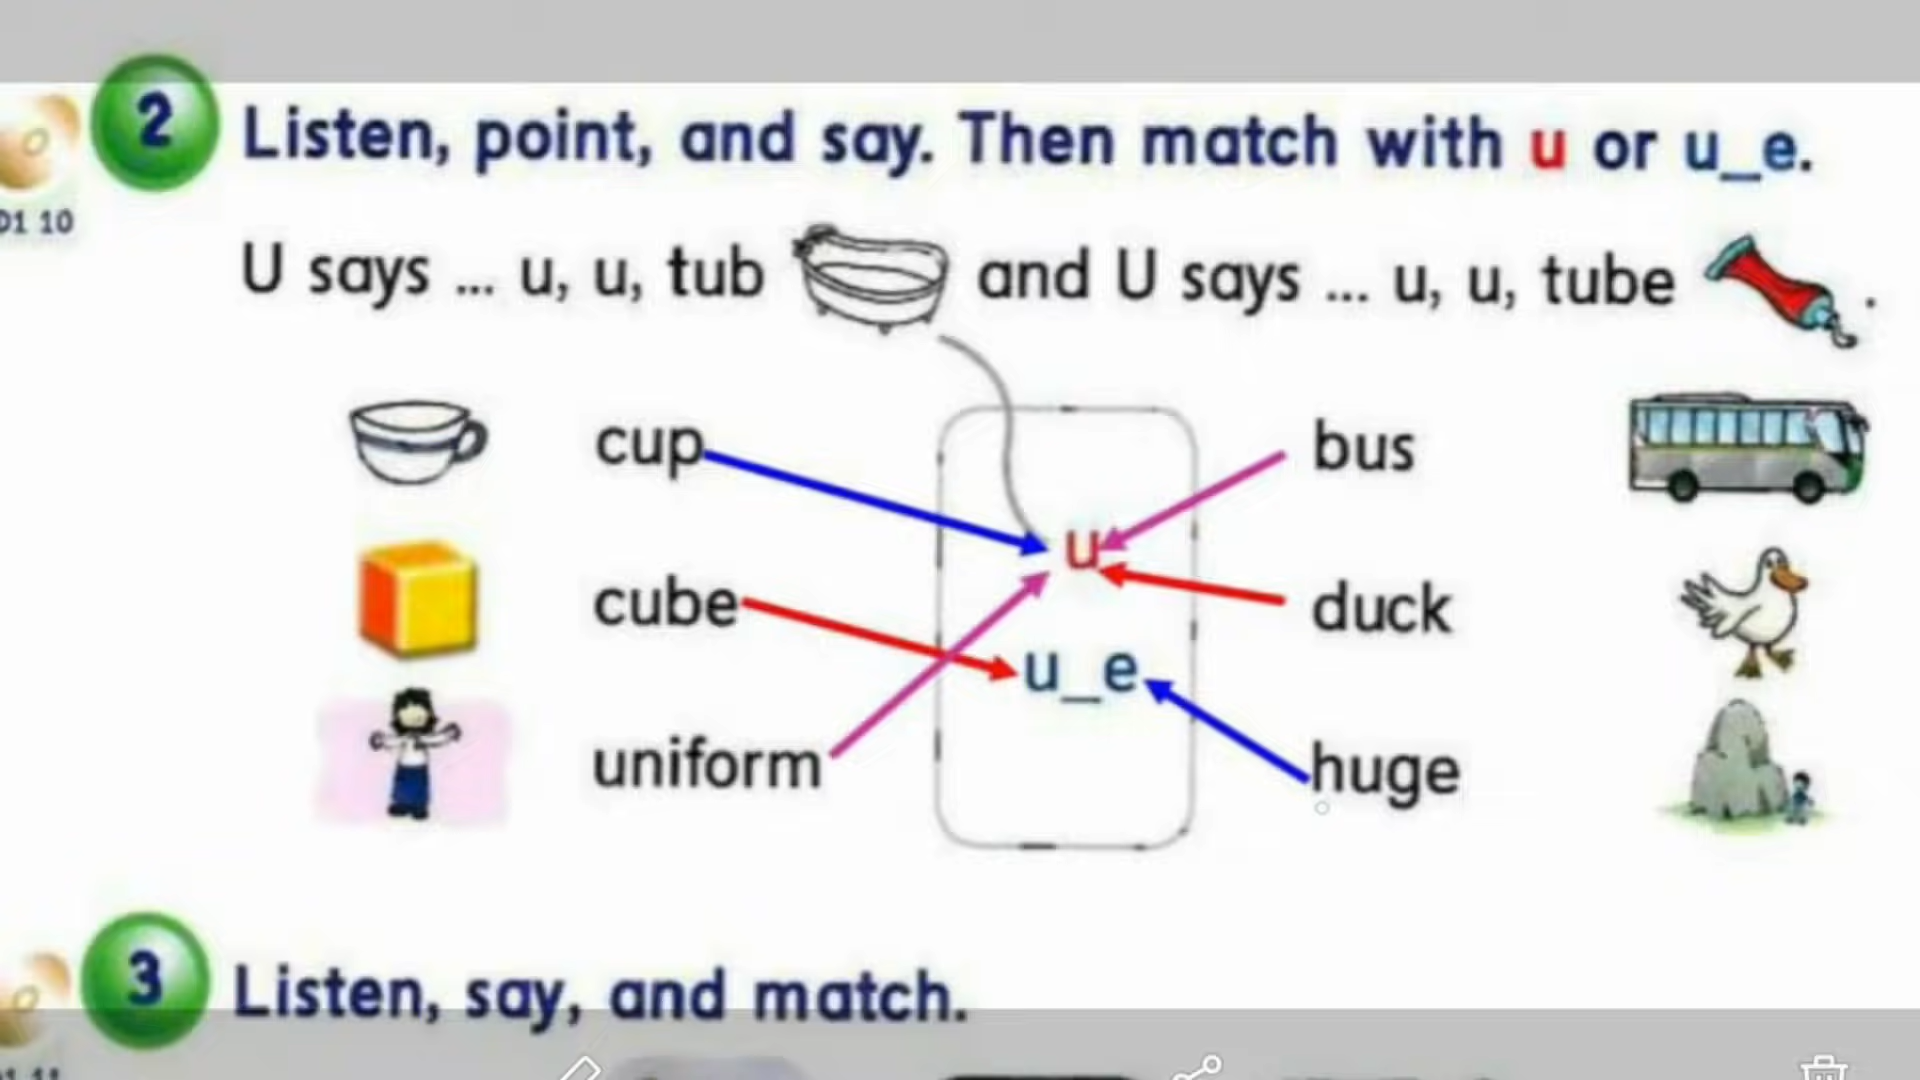 2 Listen, point, and say. Then match with u or u_e.
01 10
U says ... u, u, tub and U says ... u, u, tube .
cup
bus
u
cube
duck
u_e
uniform
huge
3 Listen, say, and match.